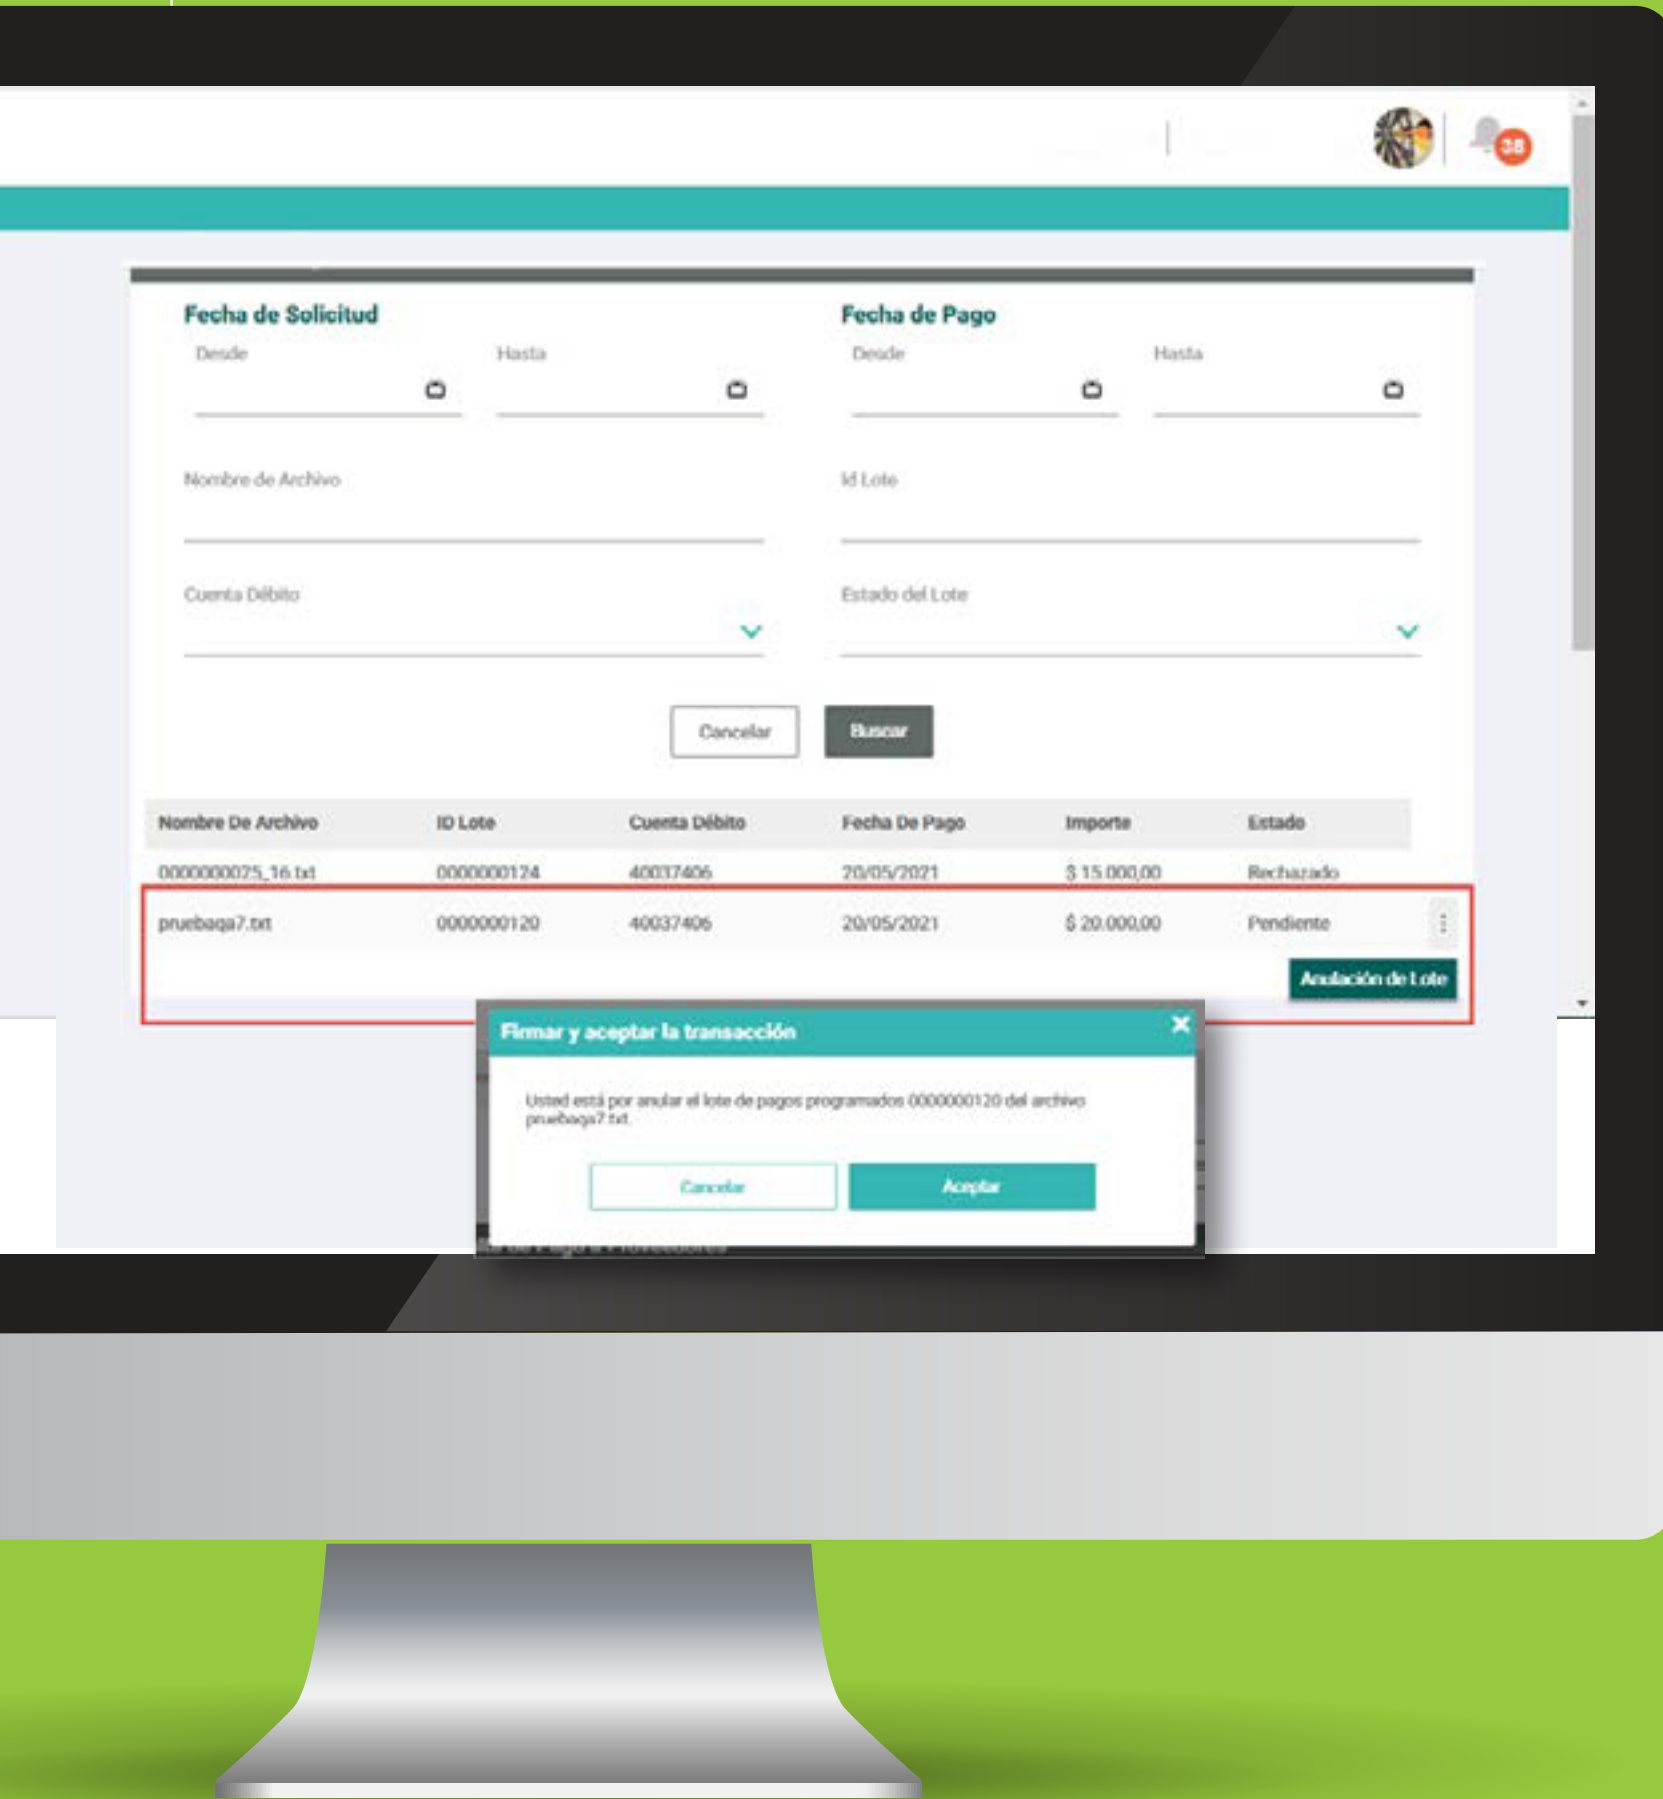 38
Fecha de Solicitud Fecha de Pago
Desde Hasta Desde Hasta
Nombre de Archivo Id Lote
Cuenta Débito Estado del Lote
Cancelar Buscar
Nombre De Archivo ID Lote Cuenta Débito Fecha De Pago Importe Estado
0000000025_16.txt 0000000124 40037406 20/05/2021 $ 15.000,00 Rechazado
pruebaqa7.txt 0000000120 40037406 20/05/2021 $ 20.000,00 Pendiente
Anulación de Lote
Firmar y aceptar la transacción
Usted está por anular el lote de pagos programados 0000000120 del archivo
pruebaqa7.txt.
Cancelar Aceptar
de Pago a Proveedores